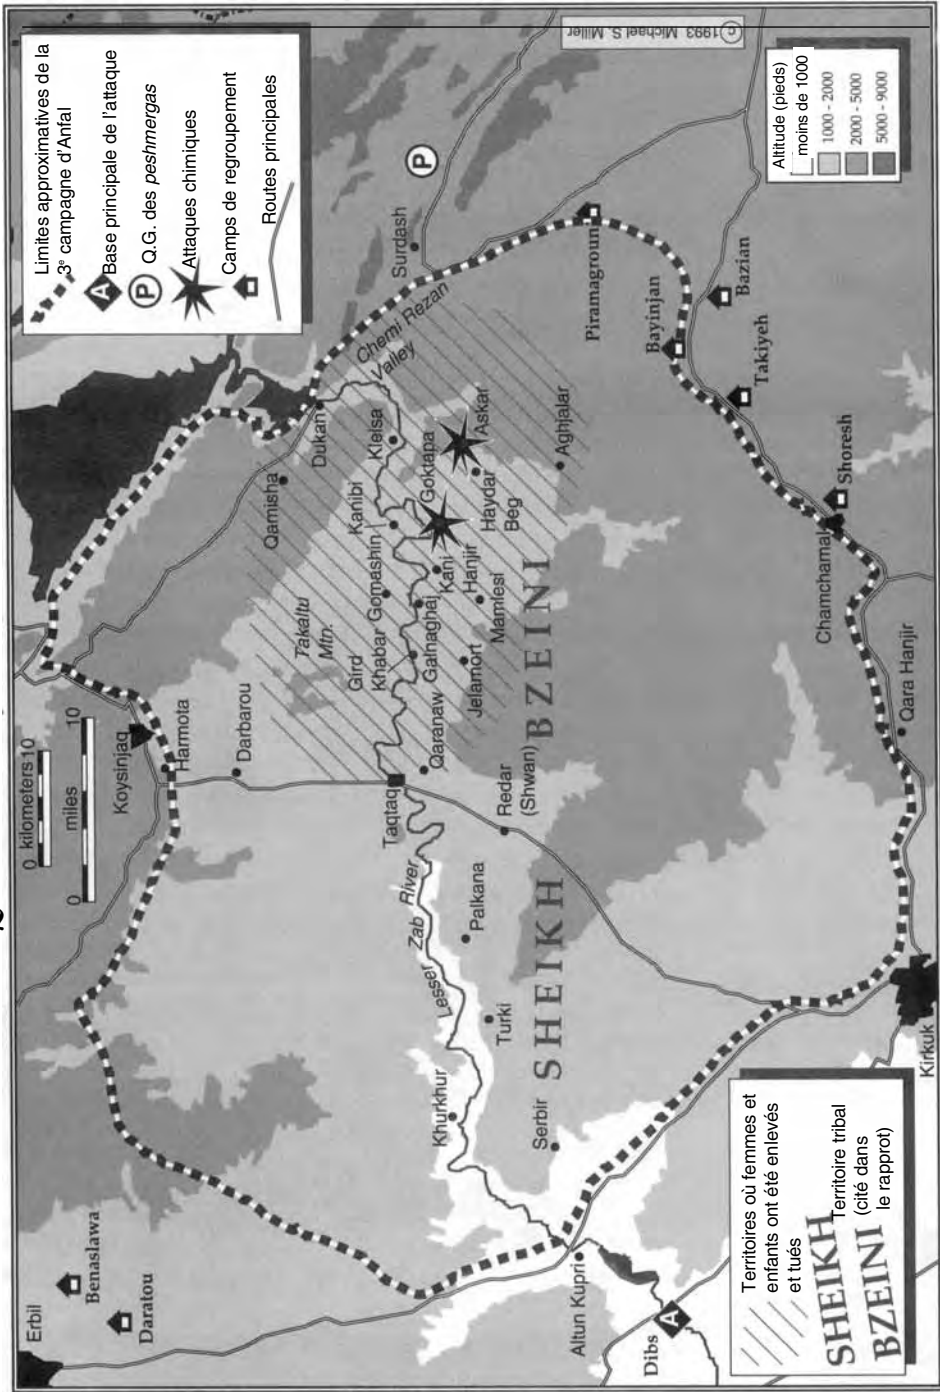 Limites approximatives de la
3e campagne d'Anfal
A
Base principale de l'attaque
P
Q.G. des peshmergas
Attaques chimiques
Camps de regroupement
Routes principales
© 1993 Michael S. Miller
Altitude (pieds)
moins de 1000
1000 - 2000
2000 - 5000
5000 - 9000
0 kilometers 10
miles
0 10
Erbil
Benaslawa
Daratou
Koysinjaq
Harmota
Darbarou
Qamisha
Dukan
Surdash
P
Chemi Rezan
Valley
Takaltu
Mtn.
Kanibi
Klelsa
Gird
Khabar
Gomashin
Goktapa
Askar
Taqtaq
Qaranaw
Galnaghaj
Kani
Hanjir
Haydar
Beg
Jelamort
Mamlesi
Aghjalar
Piramagroun
Lesser Zab River
Khurkhur
Turki
Palkana
Redar
(Shwan)
Serbir
SHEIKH BZEINI
Bayinjan
Bazian
Takiyeh
Shoresh
Chamchamal
Qara Hanjir
Kirkuk
Altun Kupri
Dibs
A
Territoires où femmes et
enfants ont été enlevés
et tués
SHEIKH
BZEINI
Territoire tribal
(cité dans
le rapprot)